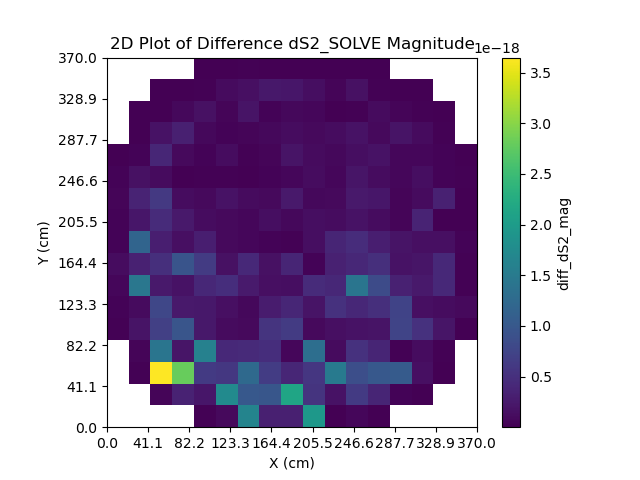 2D Plot of Difference dS2_SOLVE Magnitude
1e−18
370.0
328.9
287.7
246.6
205.5
164.4
123.3
82.2
41.1
0.0
Y (cm)
0.0 41.1 82.2 123.3 164.4 205.5 246.6 287.7 328.9 370.0
X (cm)
3.5
3.0
2.5
2.0
1.5
1.0
0.5
diff_dS2_mag